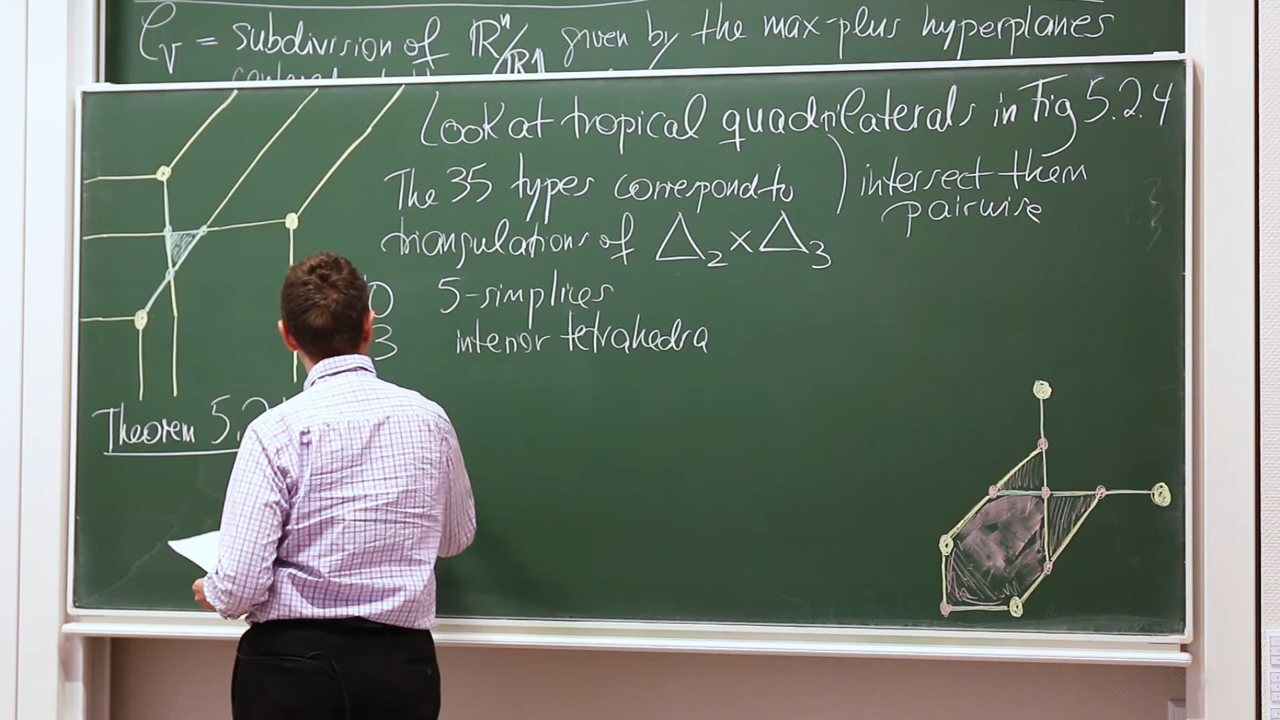 C_V = subdivision of ℝⁿ/ℝ1 given by the max-plus hyperplanes
Look at tropical quadrilaterals in Fig 5.2.4
The 35 types correspond to
triangulations of Δ₂×Δ₃
intersect them
pairwise
0 5-simplices
3 interior tetrahedra
Theorem 5.2